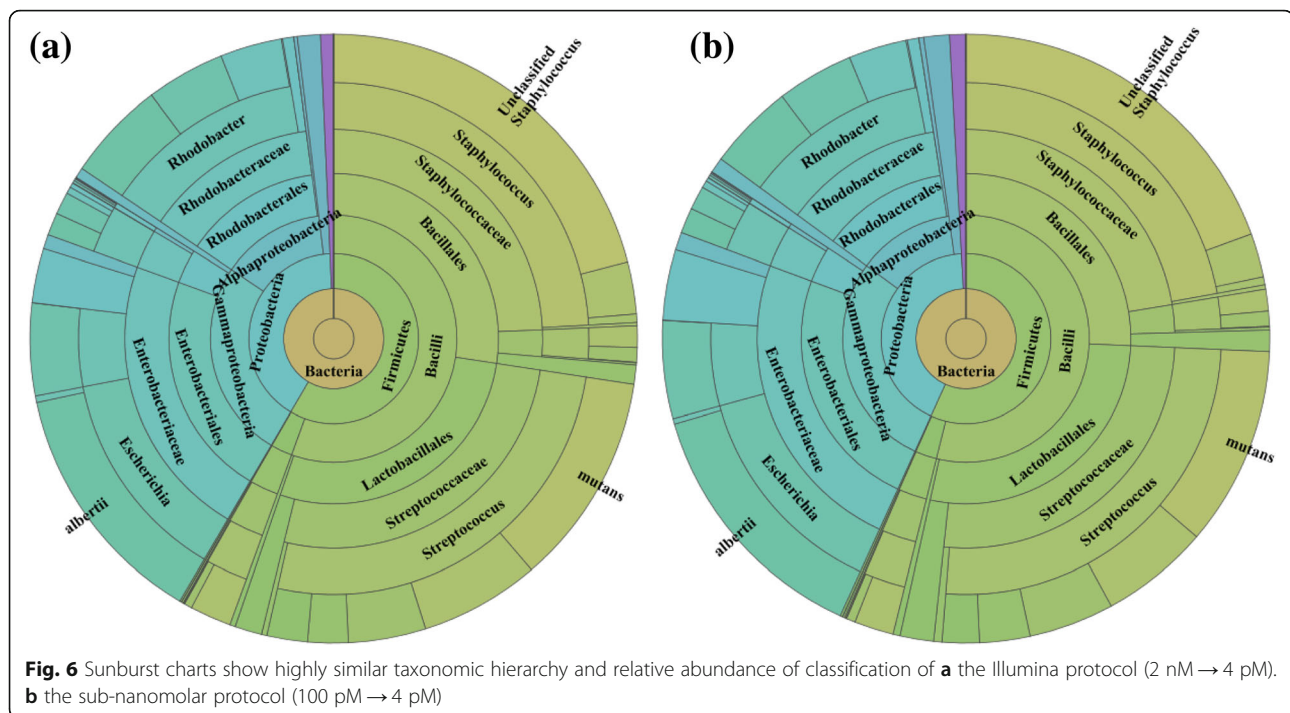 (a)
Unclassified
Staphylococcus
Staphylococcus
Staphylococcaceae
Bacillales
Rhodobacter
Rhodobacteraceae
Rhodobacterales
Alphaproteobacteria
Proteobacteria
Gammaproteobacteria
Enterobacteriales
Enterobacteriaceae
Escherichia
albertii
Bacteria
Firmicutes
Bacilli
Lactobacillales
Streptococcaceae
Streptococcus
mutans
(b)
Unclassified
Staphylococcus
Staphylococcus
Staphylococcaceae
Bacillales
Rhodobacter
Rhodobacteraceae
Rhodobacterales
Alphaproteobacteria
Proteobacteria
Gammaproteobacteria
Enterobacteriales
Enterobacteriaceae
Escherichia
albertii
Bacteria
Firmicutes
Bacilli
Lactobacillales
Streptococcaceae
Streptococcus
mutans
Fig. 6 Sunburst charts show highly similar taxonomic hierarchy and relative abundance of classification of a the Illumina protocol (2 nM → 4 pM).
b the sub-nanomolar protocol (100 pM → 4 pM)